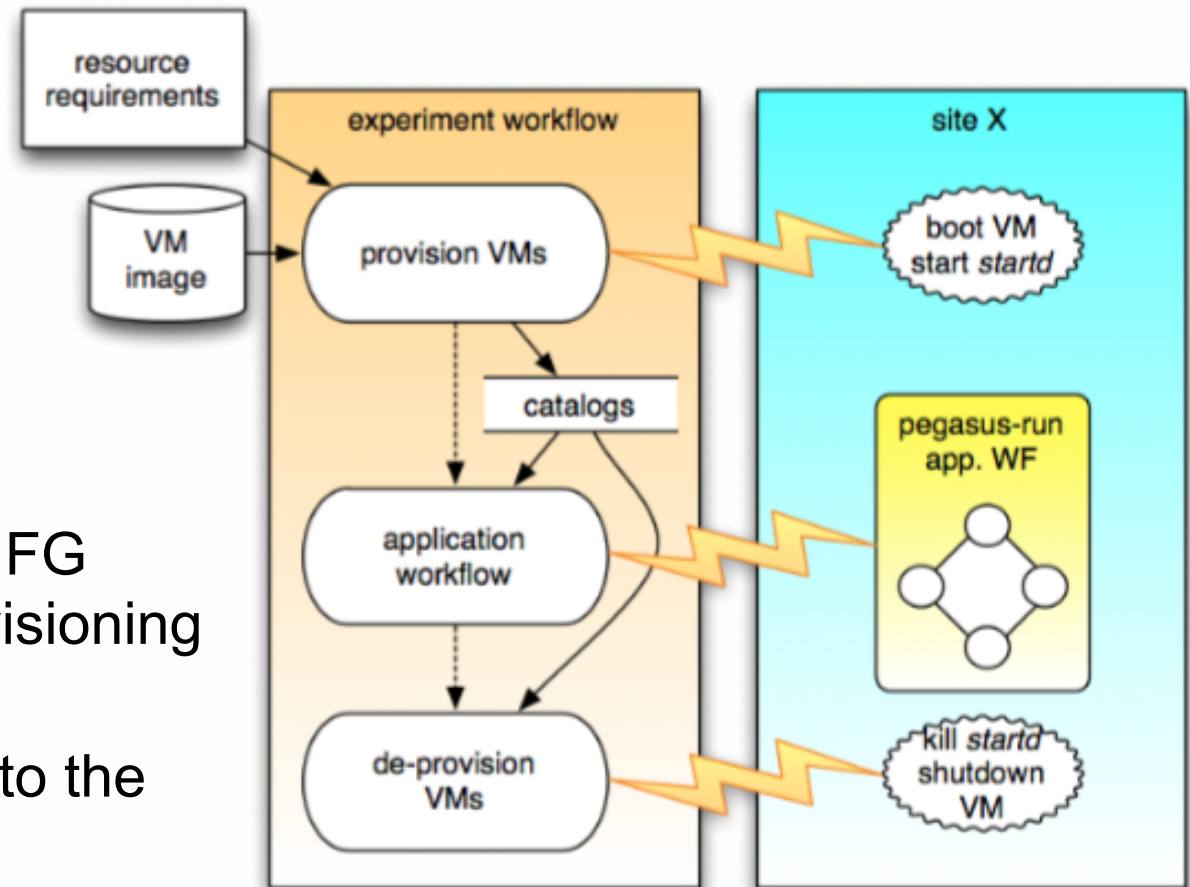 resource
requirements
experiment workflow
site X
VM
image
provision VMs
boot VM
start startd
catalogs
pegasus-run
app. WF
application
workflow
FG
visioning
to the
de-provision
VMs
kill startd
shutdown
VM